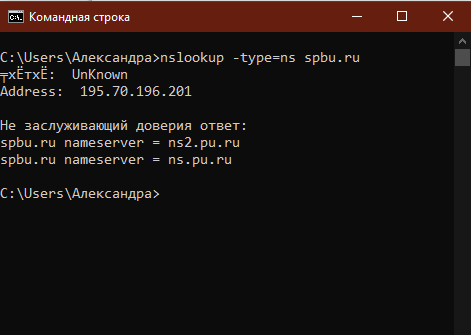 Командная строка
C:\Users\Александра>nslookup -type=ns spbu.ru
╤хЁтхЁ:  UnKnown
Address:  195.70.196.201
Не заслуживающий доверия ответ:
spbu.ru nameserver = ns2.pu.ru
spbu.ru nameserver = ns.pu.ru
C:\Users\Александра>